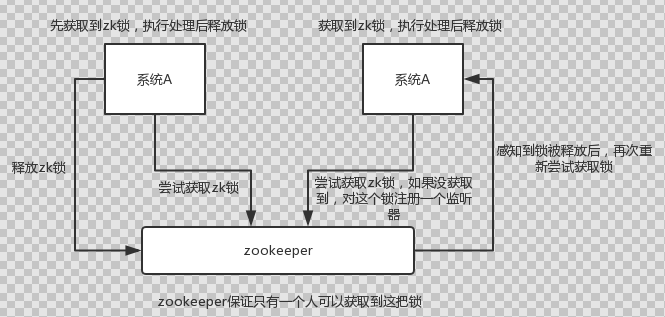 先获取到zk锁，执行处理后释放锁
获取到zk锁，执行处理后释放锁
系统A
系统A
释放zk锁
尝试获取zk锁
尝试获取zk锁，如果没获取
到，对这个锁注册一个监听
器
感知到锁被释放后，再次重
新尝试获取锁
zookeeper
zookeeper保证只有一个人可以获取到这把锁